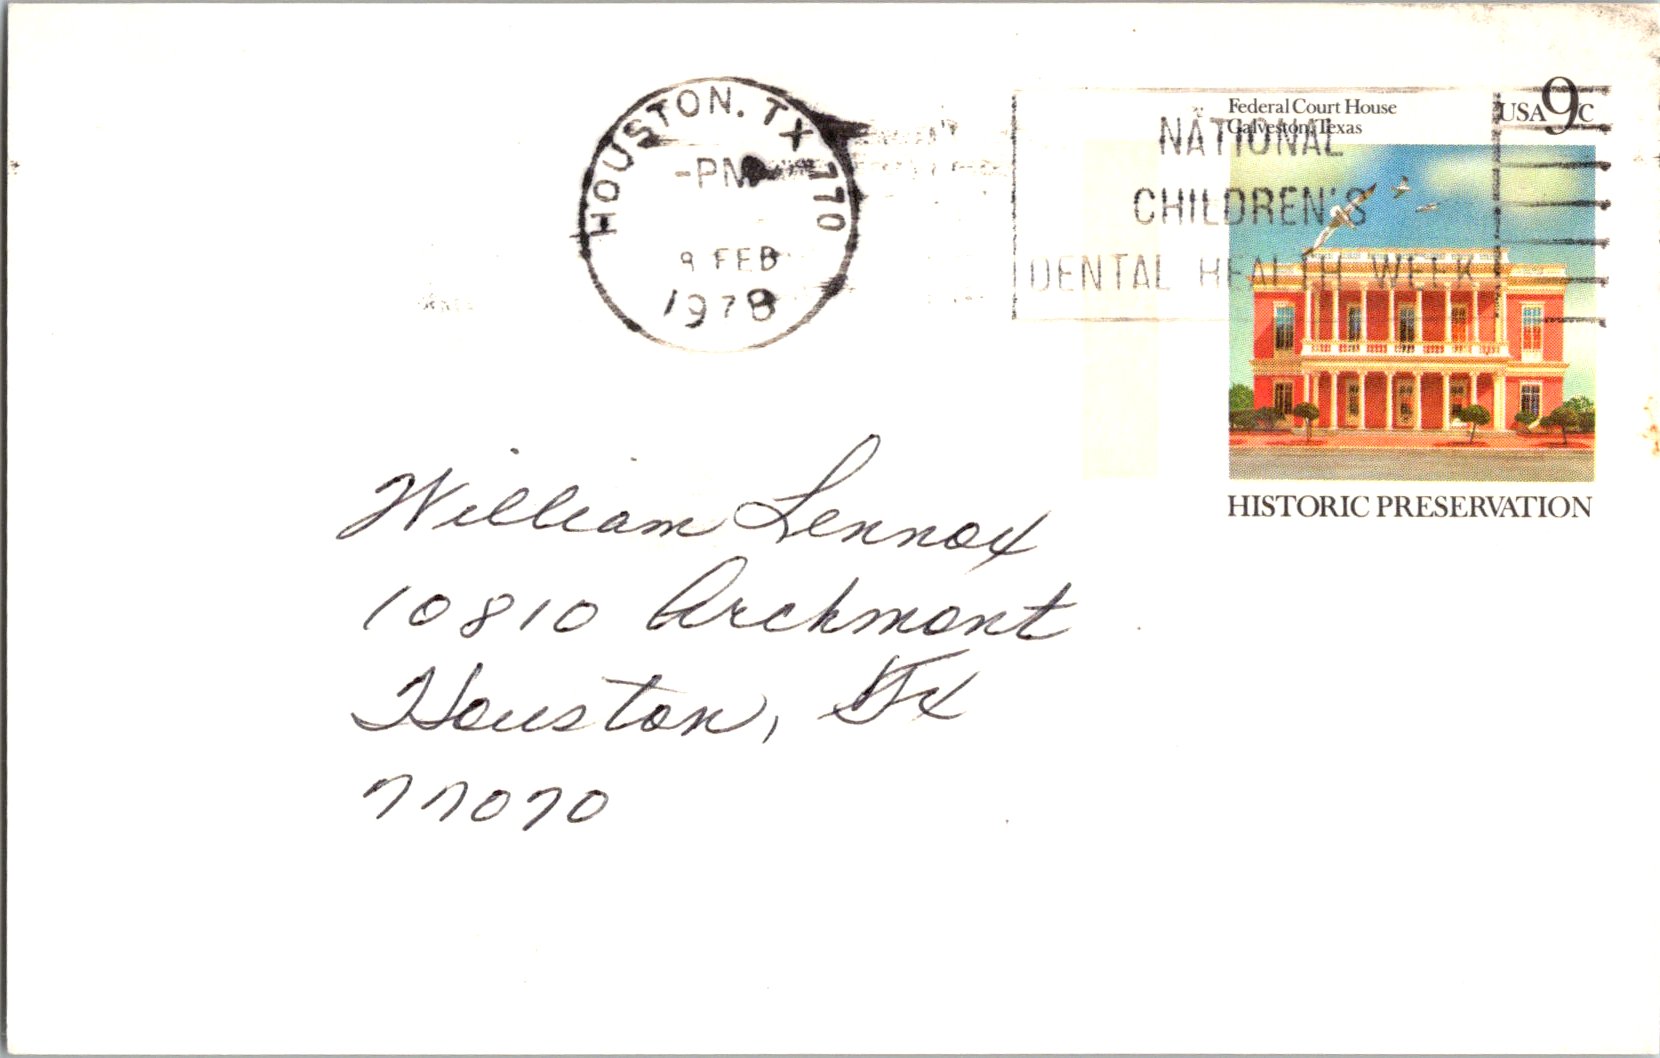 HOUSTON, TX 770
-PM
9 FEB
1978
NATIONAL
CHILDREN'S
DENTAL HEALTH WEEK
Federal Court House
Galveston, Texas
USA 9c
HISTORIC PRESERVATION
William Lennox
10810 Archmont
Houston, Tx
77070